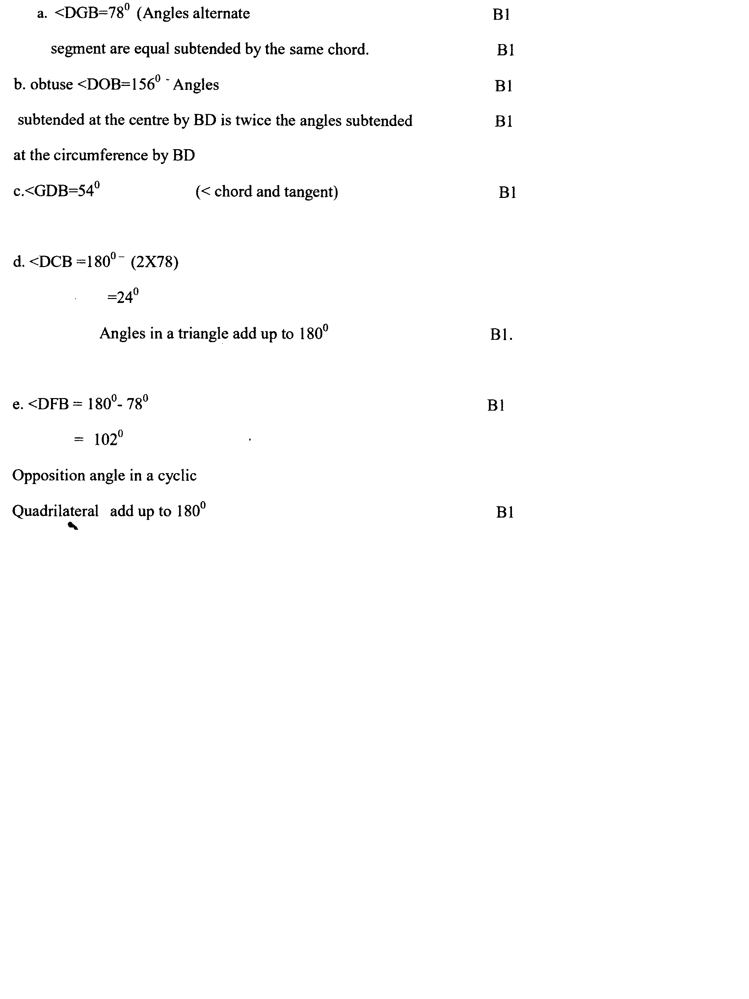 a. <DGB=78⁰ (Angles alternate B1
segment are equal subtended by the same chord. B1
b. obtuse <DOB=156⁰ - Angles B1
subtended at the centre by BD is twice the angles subtended B1
at the circumference by BD
c.<GDB=54⁰ (< chord and tangent) B1
d. <DCB =180⁰ – (2X78)
=24⁰
Angles in a triangle add up to 180⁰ B1.
e. <DFB = 180⁰- 78⁰ B1
= 102⁰
Opposition angle in a cyclic
Quadrilateral add up to 180⁰ B1